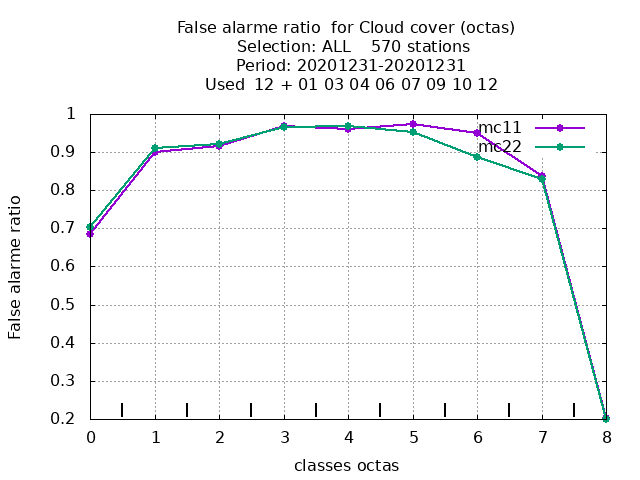 False alarme ratio  for Cloud cover (octas)
Selection: ALL    570 stations
Period: 20201231-20201231
Used  12 + 01 03 04 06 07 09 10 12
mc11
mc22
1
0.9
0.8
0.7
0.6
0.5
0.4
0.3
0.2
False alarme ratio
0 1 2 3 4 5 6 7 8
classes octas